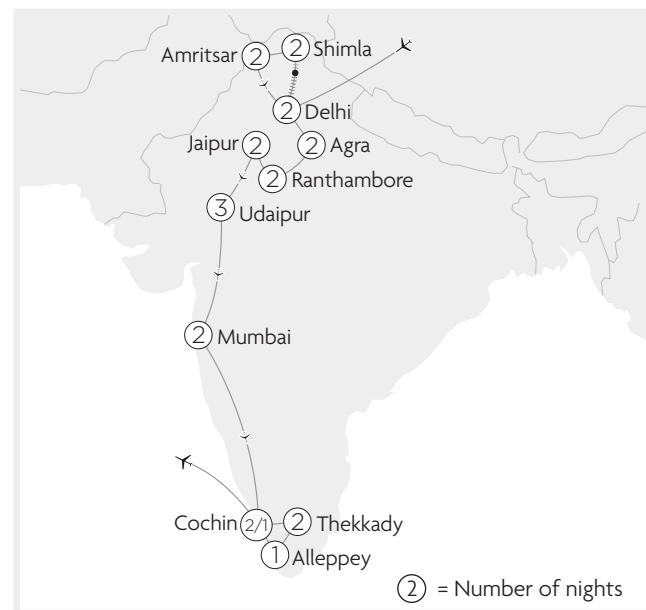 Amritsar 2 2 Shimla
2 Delhi
Jaipur 2 2 Agra
2 Ranthambore
3 Udaipur
2 Mumbai
Cochin 2/1 2 Thekkady
1 Alleppey
2 = Number of nights